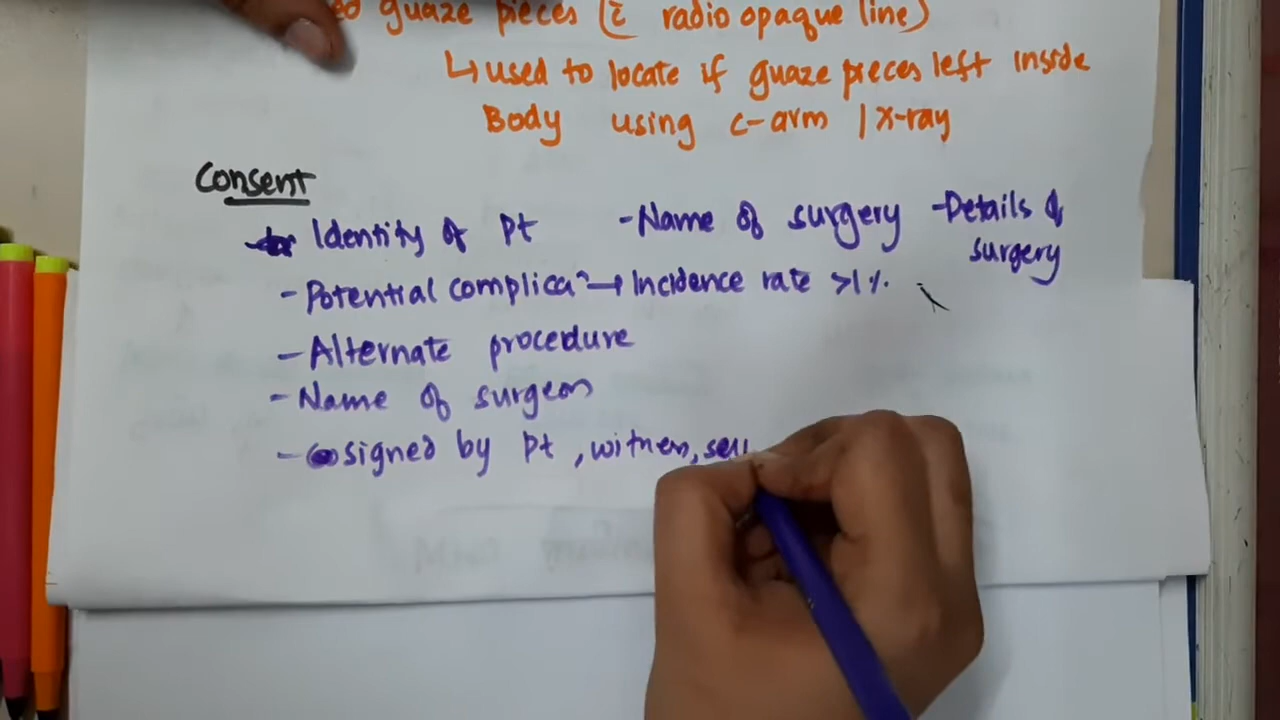 guaze pieces (c̄ radio opaque line)
↳ used to locate if guaze pieces left inside
Body using c-arm / x-ray
Consent
Identity of pt - Name of surgery - Details of
surgery
- Potential complica → Incidence rate >1%.
- Alternate procedure
- Name of surgeon
- signed by pt, witness,